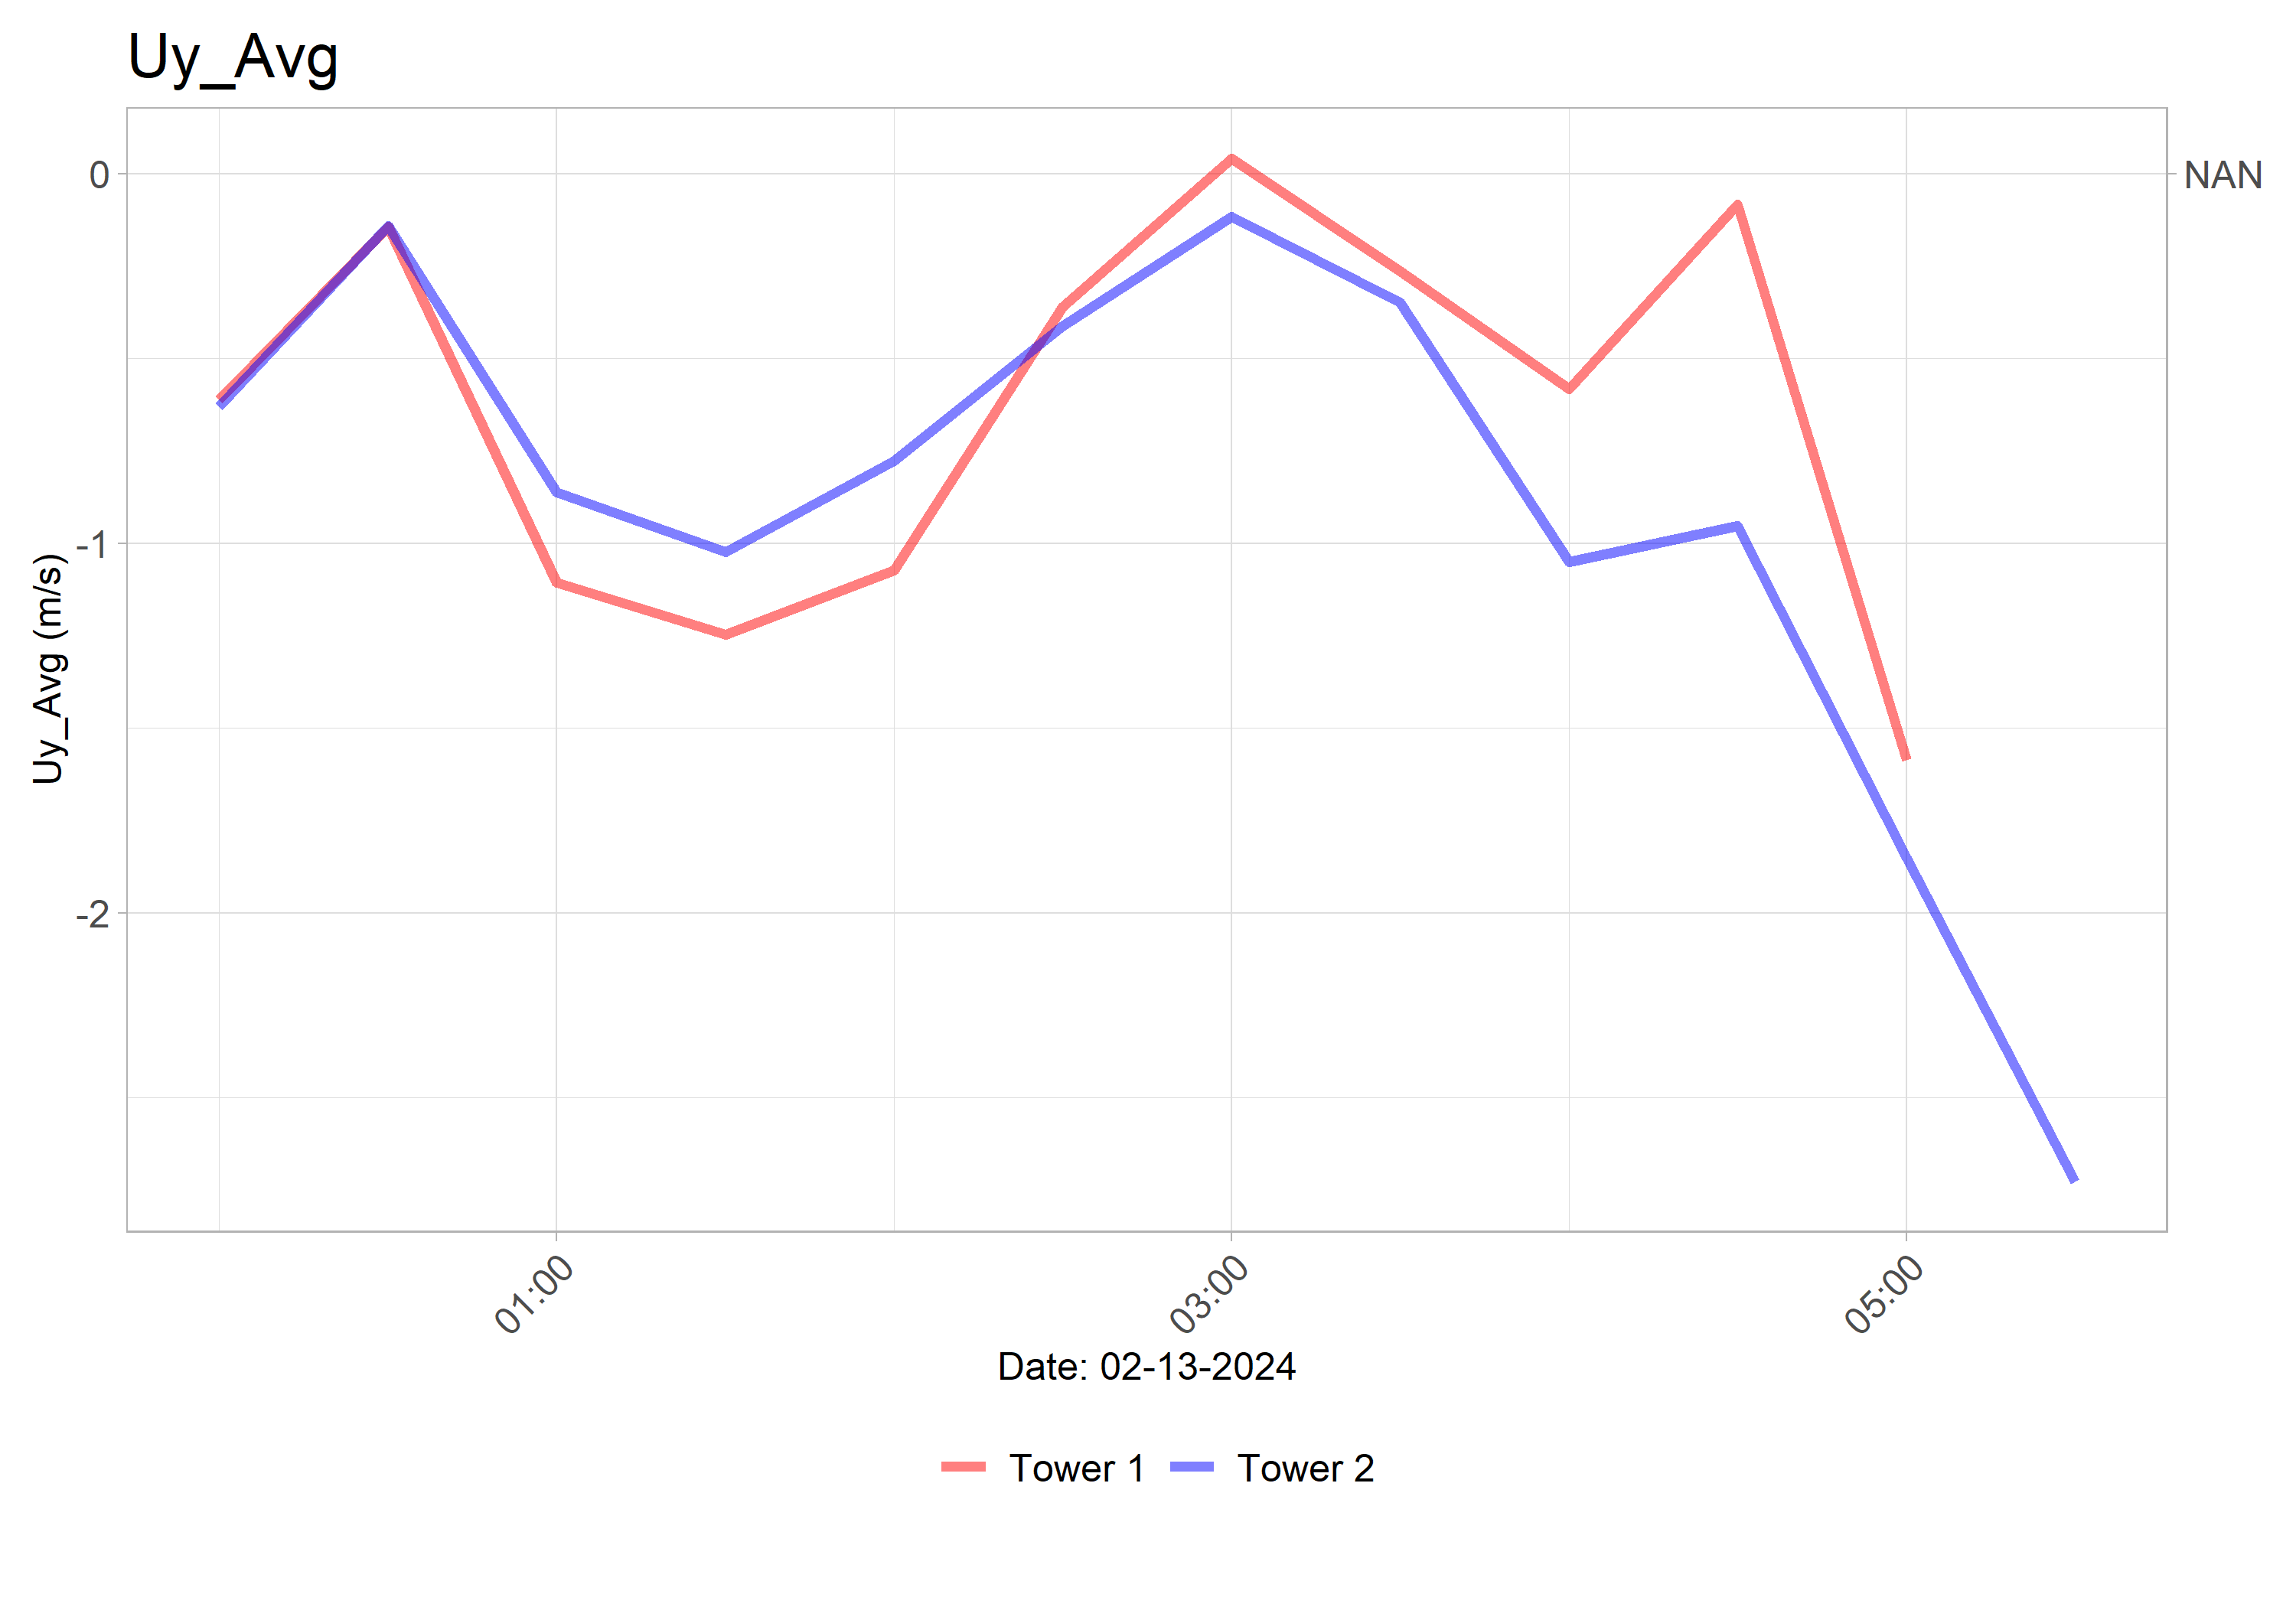 Uy_Avg
0
NAN
-1
-2
Uy_Avg (m/s)
01:00
03:00
05:00
Date: 02-13-2024
Tower 1
Tower 2